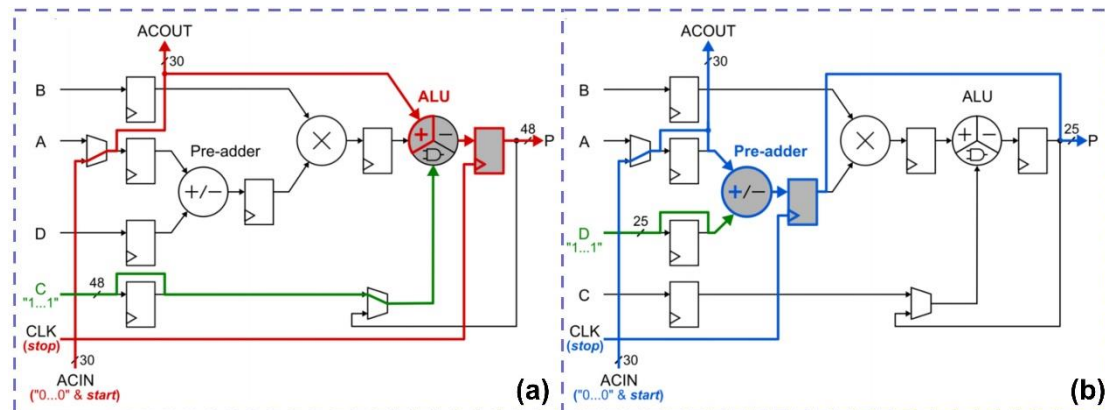 ACOUT
30
B
ALU
A
+
−
×
48
P
Pre-adder
+/−
D
C
48
"1...1"
CLK
(stop)
30
ACIN
("0...0" & start)
(a)
ACOUT
30
B
ALU
A
+
−
×
25
P
Pre-adder
+/−
25
D
"1...1"
C
CLK
(stop)
30
ACIN
("0...0" & start)
(b)